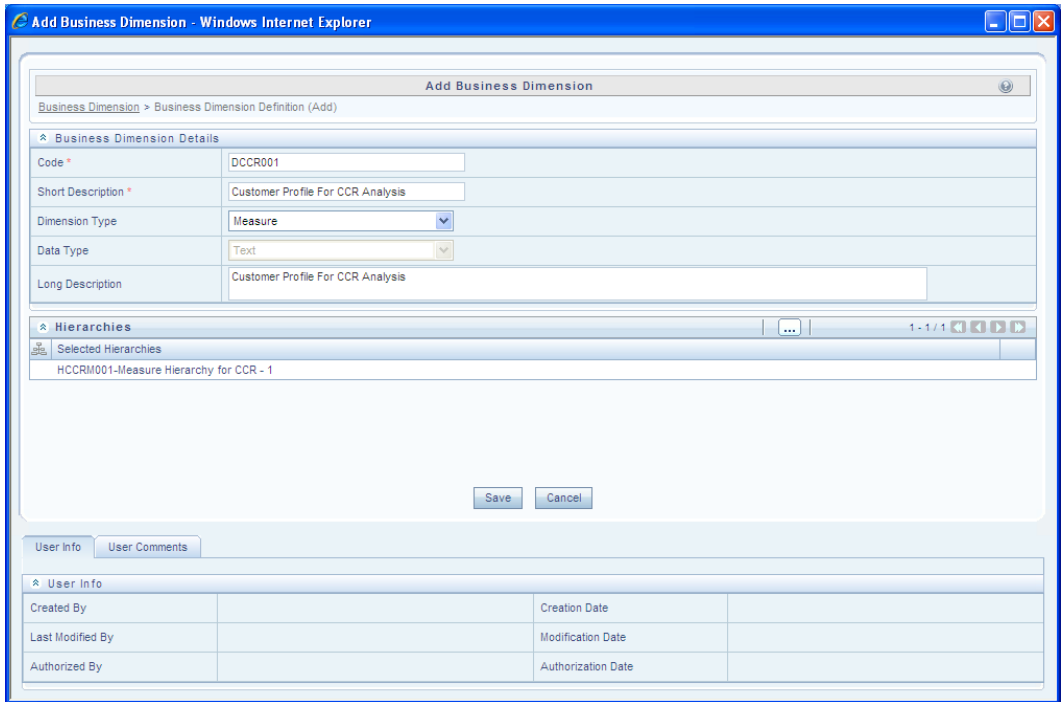 Add Business Dimension - Windows Internet Explorer
Add Business Dimension
Business Dimension > Business Dimension Definition (Add)
Business Dimension Details
Code * DCCR001
Short Description * Customer Profile For CCR Analysis
Dimension Type Measure
Data Type Text
Long Description Customer Profile For CCR Analysis
Hierarchies ... 1 - 1 / 1
Selected Hierarchies
HCCRM001-Measure Hierarchy for CCR - 1
Save Cancel
User Info User Comments
User Info
Created By Creation Date
Last Modified By Modification Date
Authorized By Authorization Date